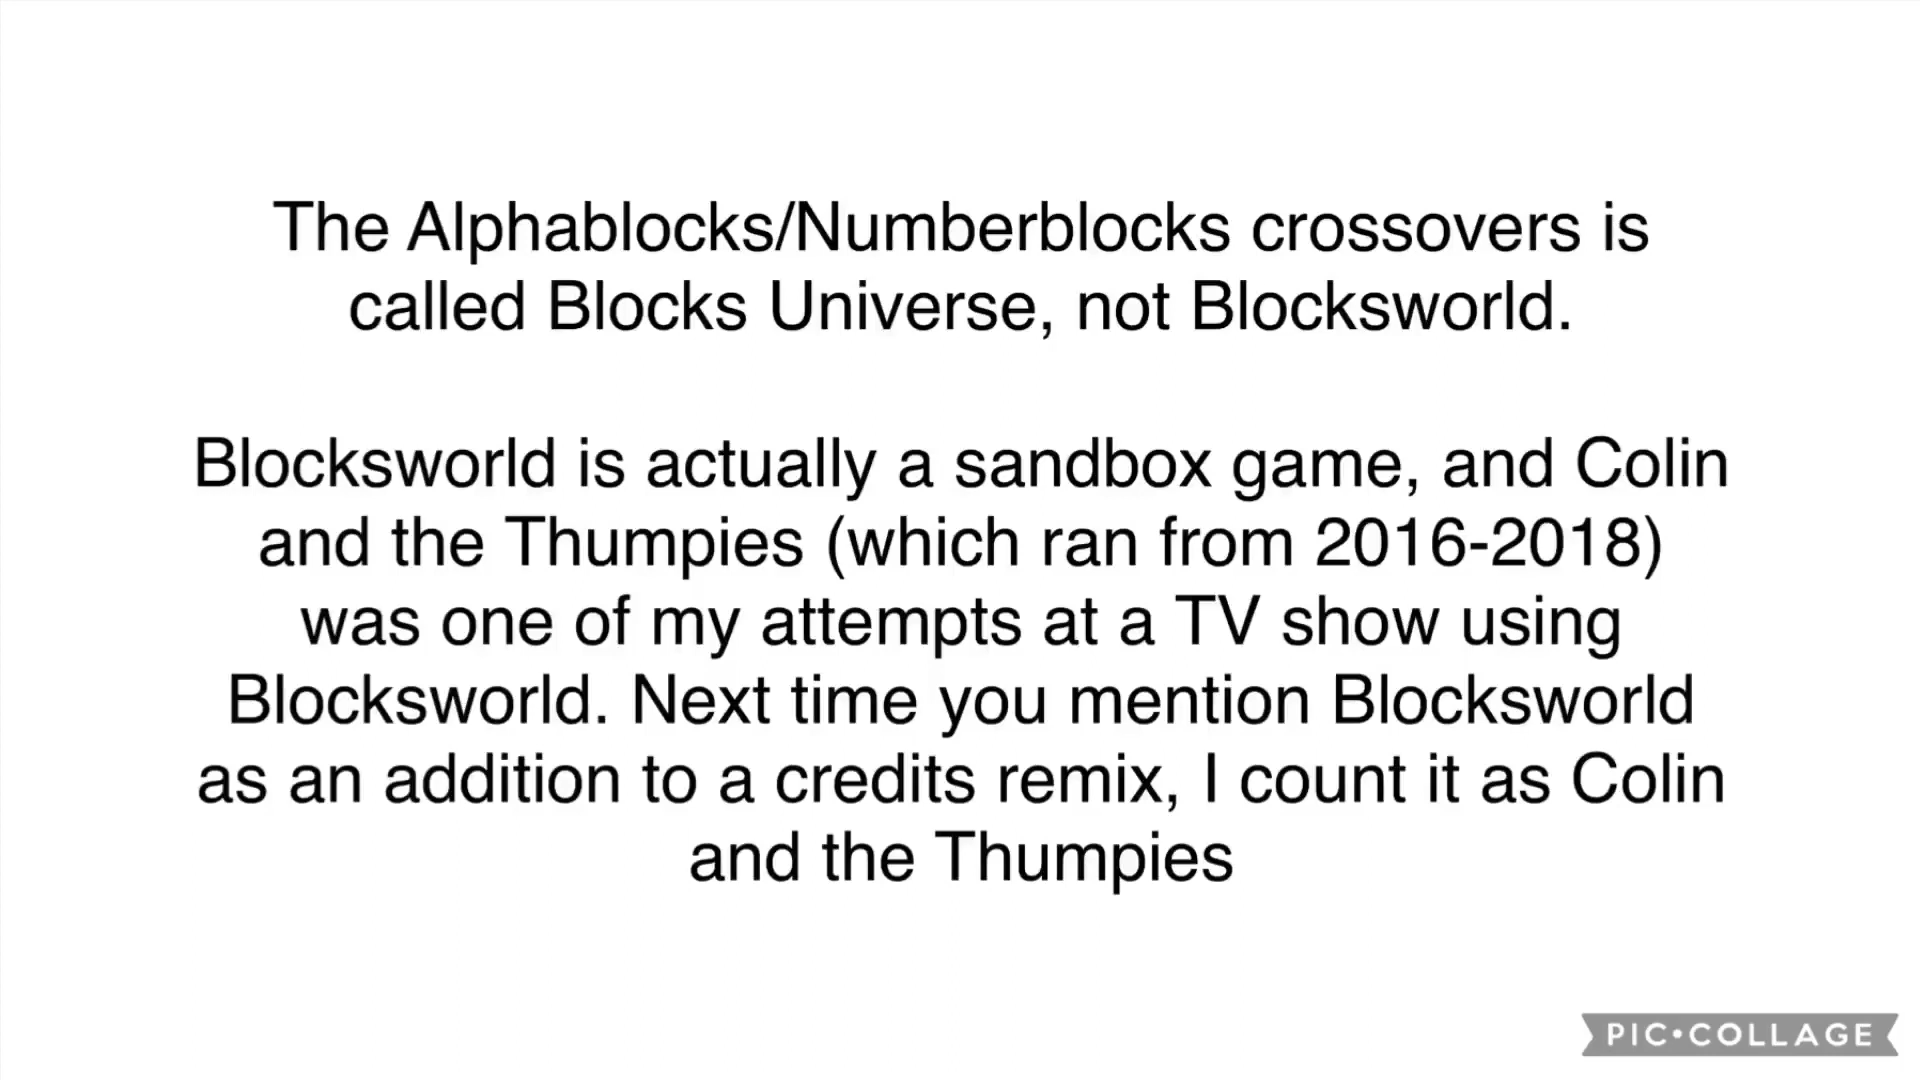 The Alphablocks/Numberblocks crossovers is
called Blocks Universe, not Blocksworld.
Blocksworld is actually a sandbox game, and Colin
and the Thumpies (which ran from 2016-2018)
was one of my attempts at a TV show using
Blocksworld. Next time you mention Blocksworld
as an addition to a credits remix, I count it as Colin
and the Thumpies
PIC•COLLAGE